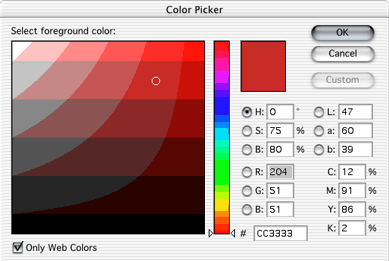 Color Picker
Select foreground color:
OK
Cancel
Custom
H: 0 °
L: 47
S: 75 %
a: 60
B: 80 %
b: 39
R: 204
C: 12 %
G: 51
M: 91 %
B: 51
Y: 86 %
# CC3333
K: 2 %
Only Web Colors